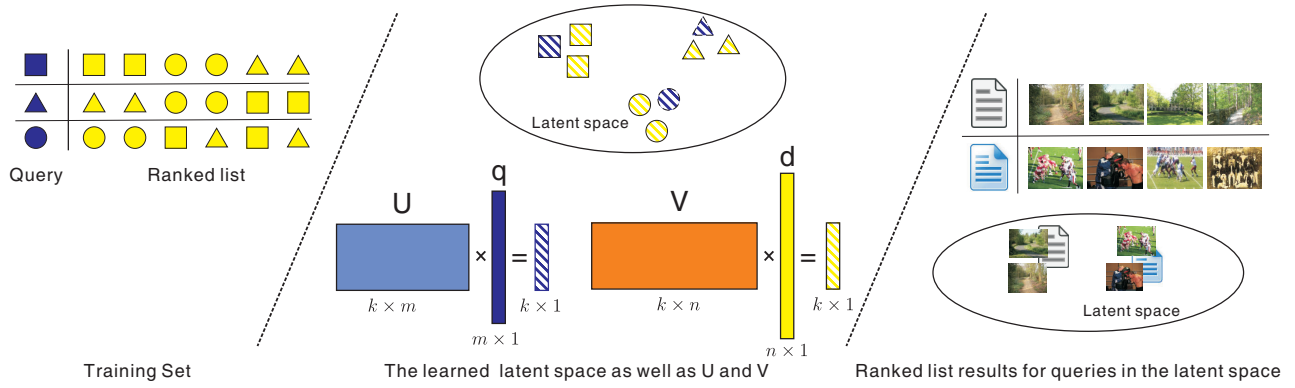 Query
Ranked list
Training Set
Latent space
U
q
V
d
×
=
×
=
k × m
k × 1
k × n
k × 1
m × 1
n × 1
The learned latent space as well as U and V
Latent space
Ranked list results for queries in the latent space